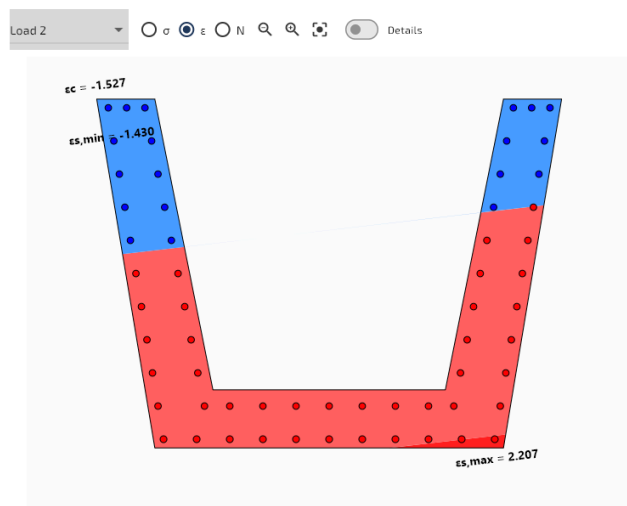 Load 2 σ ε N Details
εc = -1.527
εs,min = -1.430
εs,max = 2.207